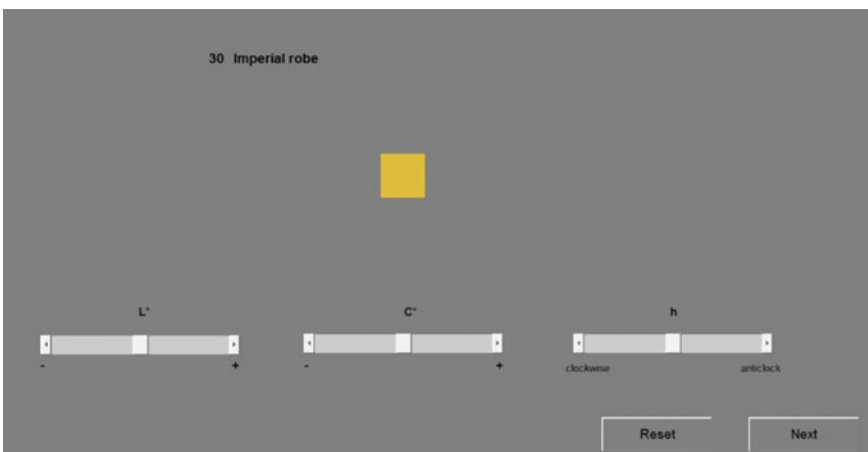 30 Imperial robe
L* C* h
- + - + clockwise anticlock
Reset Next